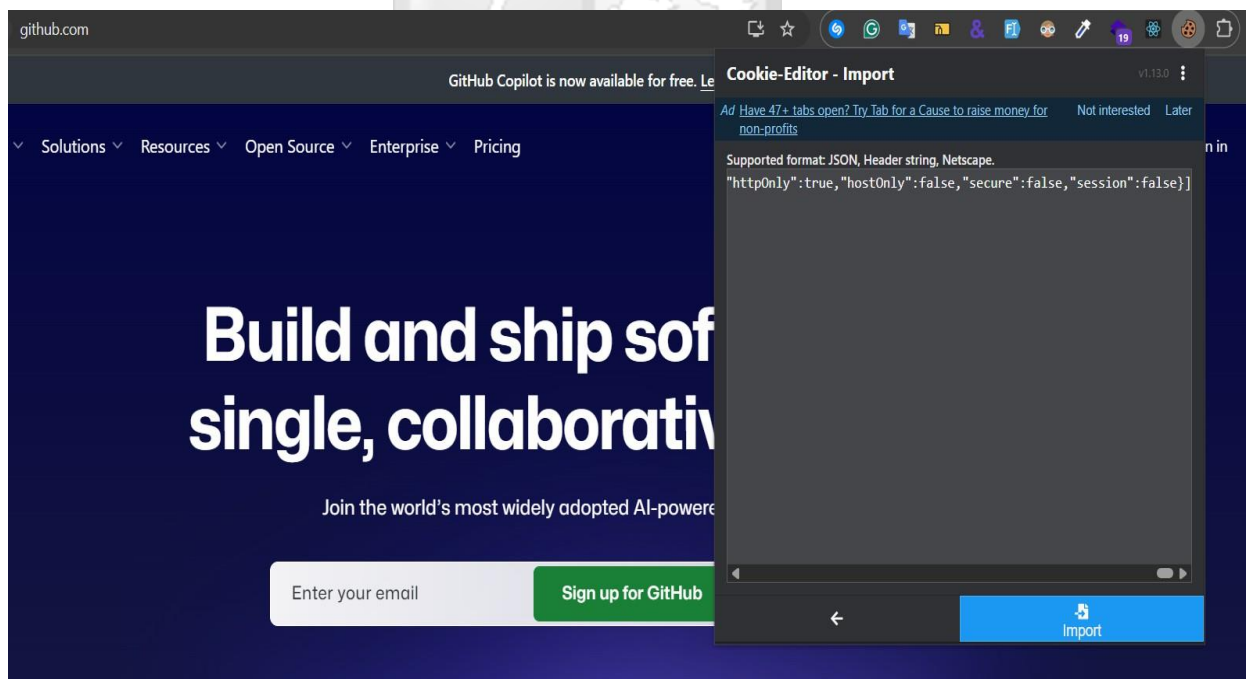 github.com
19
GitHub Copilot is now available for free. Le
Solutions Resources Open Source Enterprise Pricing
n in
Build and ship sof
single, collaborativ
Join the world's most widely adopted AI-powere
Enter your email
Sign up for GitHub
Cookie-Editor - Import
v1.13.0
Ad Have 47+ tabs open? Try Tab for a Cause to raise money for
non-profits
Not interested Later
Supported format: JSON, Header string, Netscape.
"httpOnly":true,"hostOnly":false,"secure":false,"session":false}]
Import